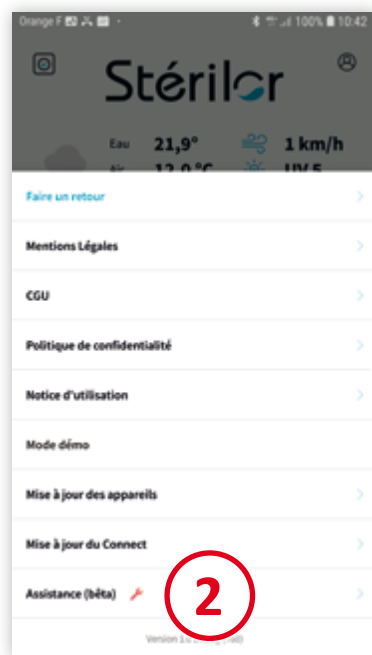 Orange F
100% 10:42
Stérilor
Eau 21,9° 1 km/h
Air 12,0 °C UV 5
Faire un retour
Mentions Légales
CGU
Politique de confidentialité
Notice d'utilisation
Mode démo
Mise à jour des appareils
Mise à jour du Connect
Assistance (bêta)
2
Version